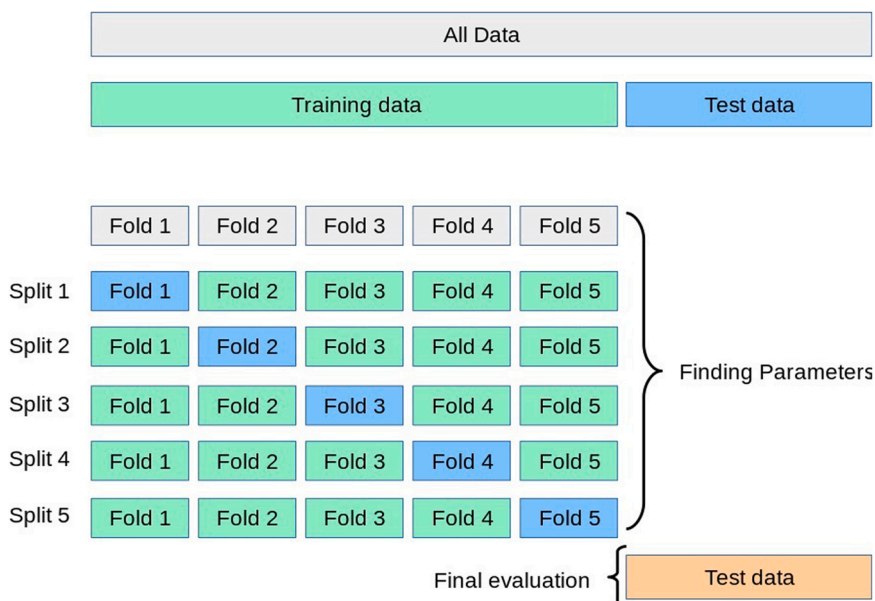 All Data
Training data Test data
Fold 1 Fold 2 Fold 3 Fold 4 Fold 5
Split 1 Fold 1 Fold 2 Fold 3 Fold 4 Fold 5
Split 2 Fold 1 Fold 2 Fold 3 Fold 4 Fold 5
Split 3 Fold 1 Fold 2 Fold 3 Fold 4 Fold 5
Split 4 Fold 1 Fold 2 Fold 3 Fold 4 Fold 5
Split 5 Fold 1 Fold 2 Fold 3 Fold 4 Fold 5
Finding Parameters
Final evaluation Test data